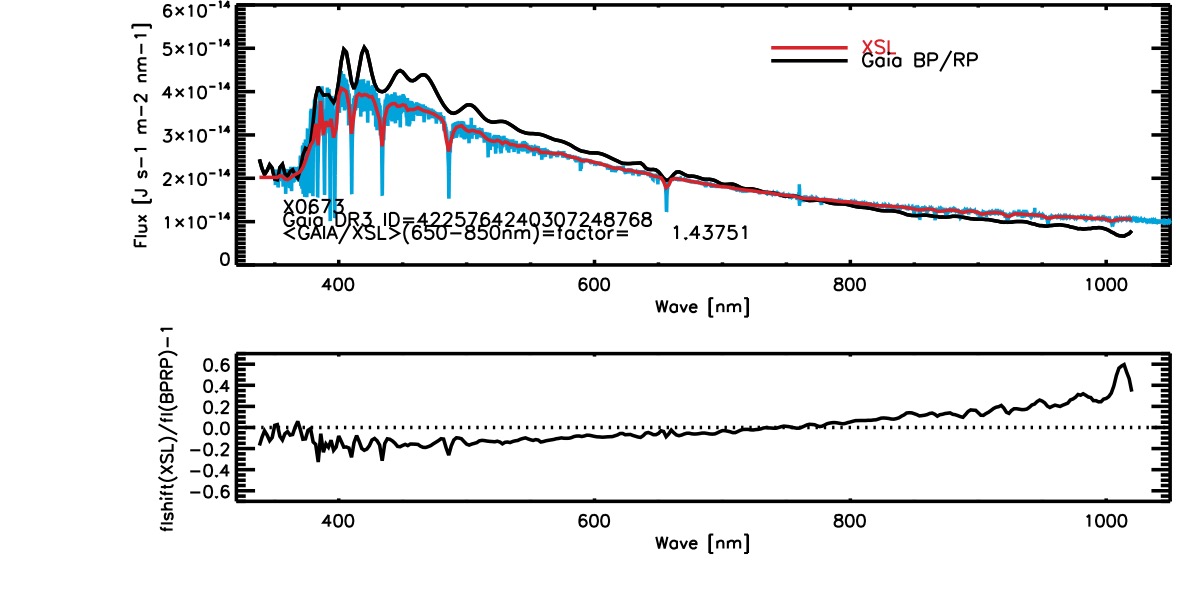 6×10−14
5×10−14
4×10−14
3×10−14
2×10−14
1×10−14
0
Flux [J s−1 m−2 nm−1]
XSL
Gaia BP/RP
X0673
Gaia DR3 ID=4225764240307248768
<GAIA/XSL>(650−850nm)=factor= 1.43751
400 600 800 1000
Wave [nm]
flshift(XSL)/fl(BPRP)−1
0.6
0.4
0.2
0.0
−0.2
−0.4
−0.6
400 600 800 1000
Wave [nm]